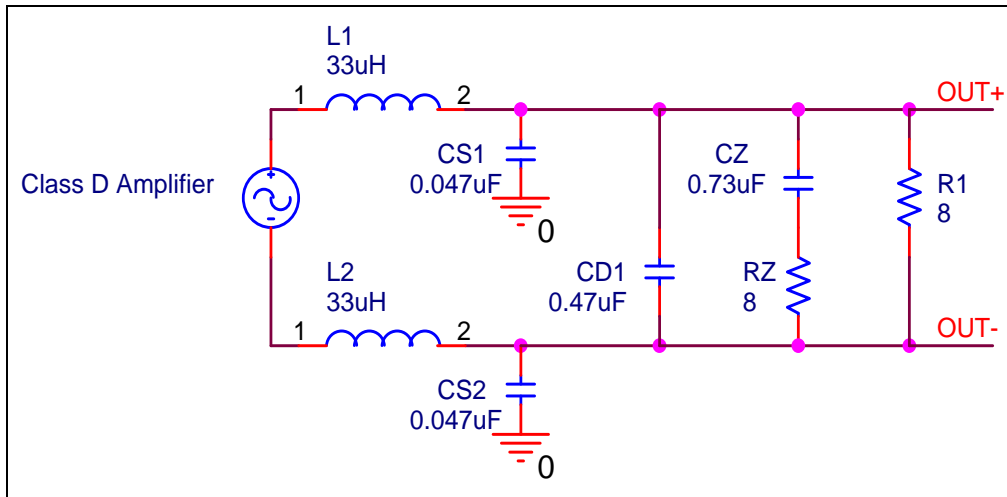 L1
33uH
1
2
OUT+
CS1
0.047uF
CZ
0.73uF
Class D Amplifier
R1
8
0
L2
33uH
CD1
0.47uF
RZ
8
1
2
OUT-
CS2
0.047uF
0